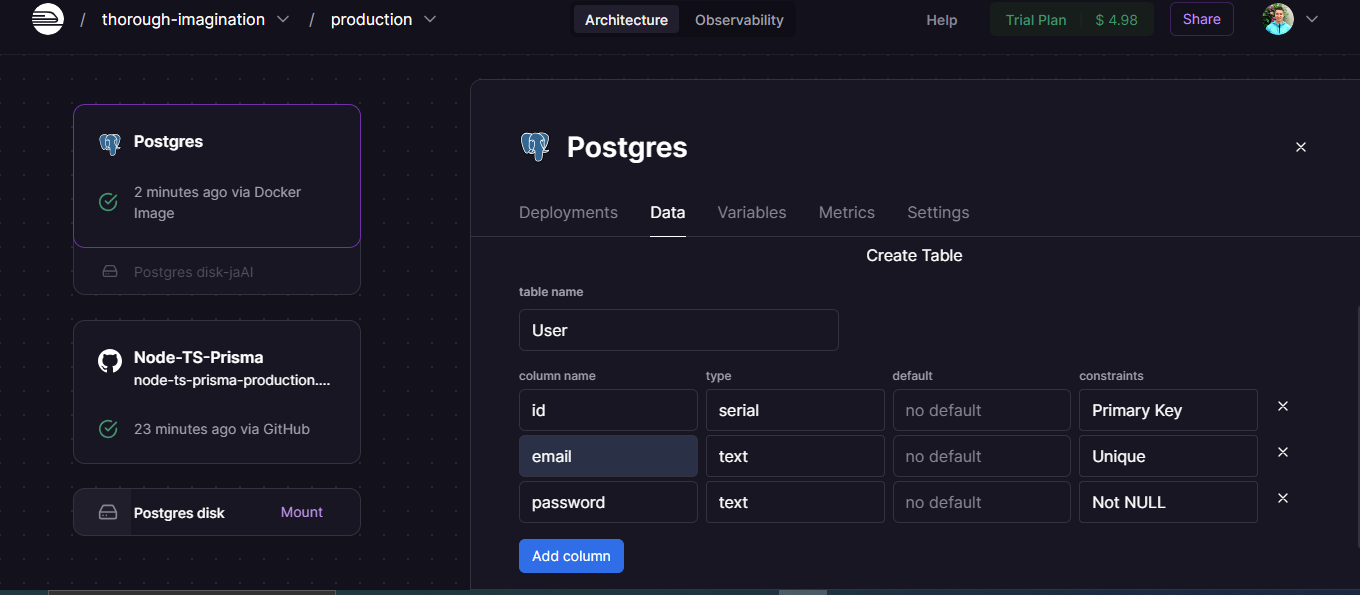 / thorough-imagination / production
Architecture Observability
Help Trial Plan $ 4.98 Share
Postgres
2 minutes ago via Docker
Image
Postgres disk-jaAI
Node-TS-Prisma
node-ts-prisma-production....
23 minutes ago via GitHub
Postgres disk Mount
Postgres
Deployments Data Variables Metrics Settings
Create Table
table name
User
column name type default constraints
id serial no default Primary Key
email text no default Unique
password text no default Not NULL
Add column